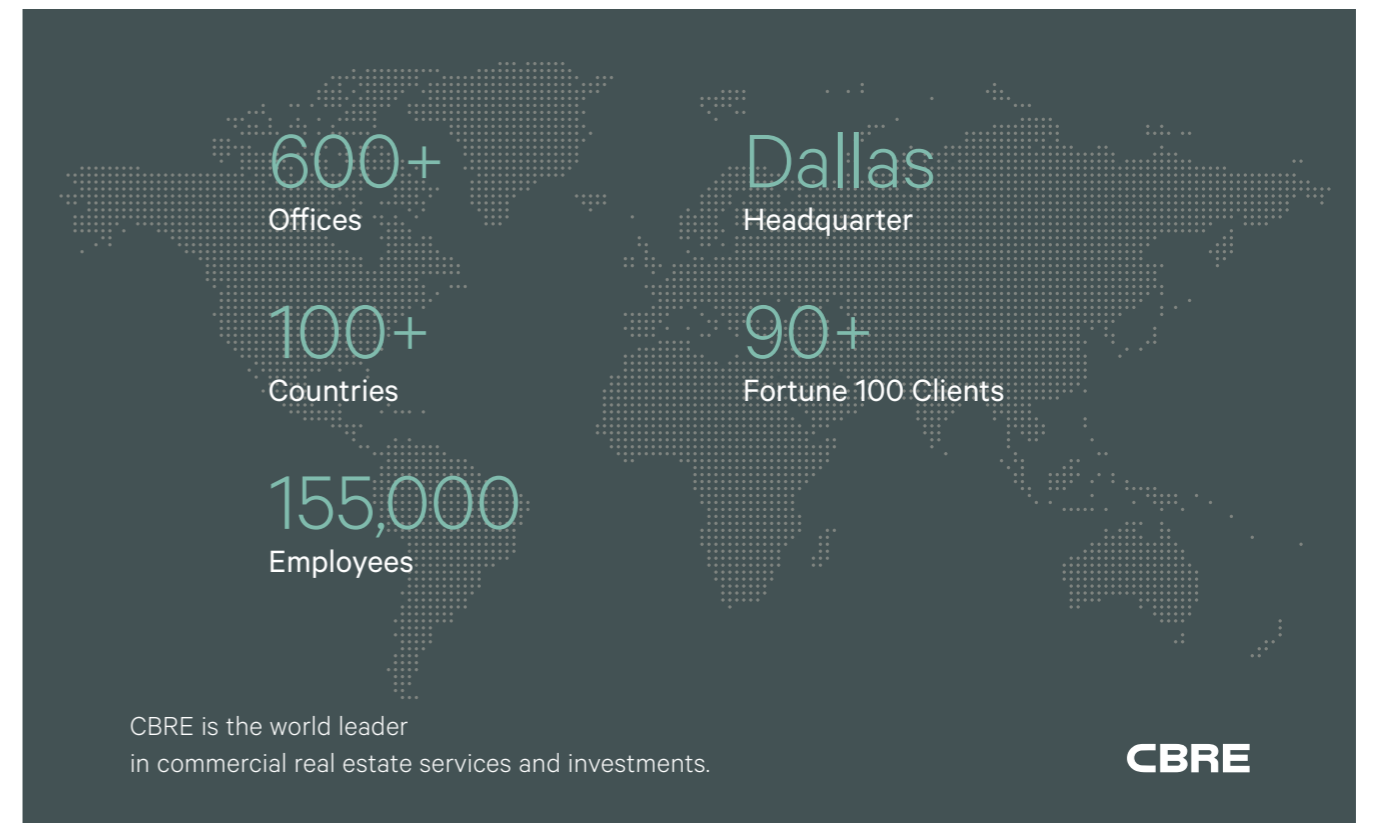 600+
Offices
Dallas
Headquarter
100+
Countries
90+
Fortune 100 Clients
155,000
Employees
CBRE is the world leader
in commercial real estate services and investments.
CBRE